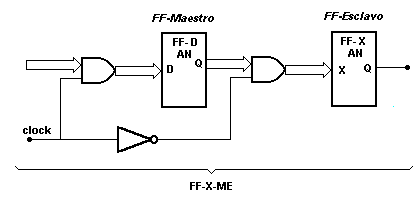 FF-Maestro
FF-Esclavo
FF-D
AN
D
Q
FF-X
AN
X
Q
clock
FF-X-ME